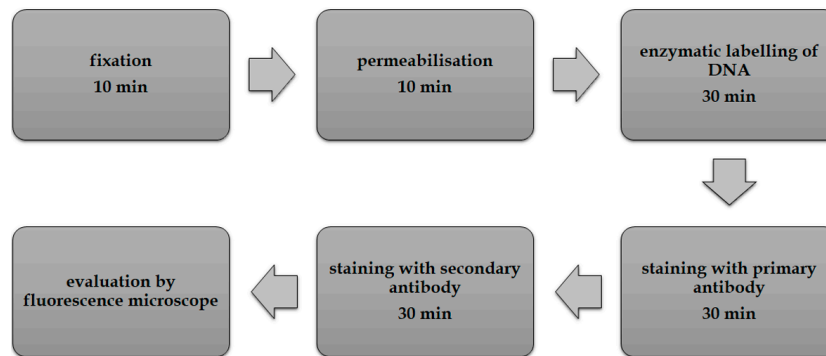 fixation
10 min
permeabilisation
10 min
enzymatic labelling of
DNA
30 min
staining with primary
antibody
30 min
staining with secondary
antibody
30 min
evaluation by
fluorescence microscope